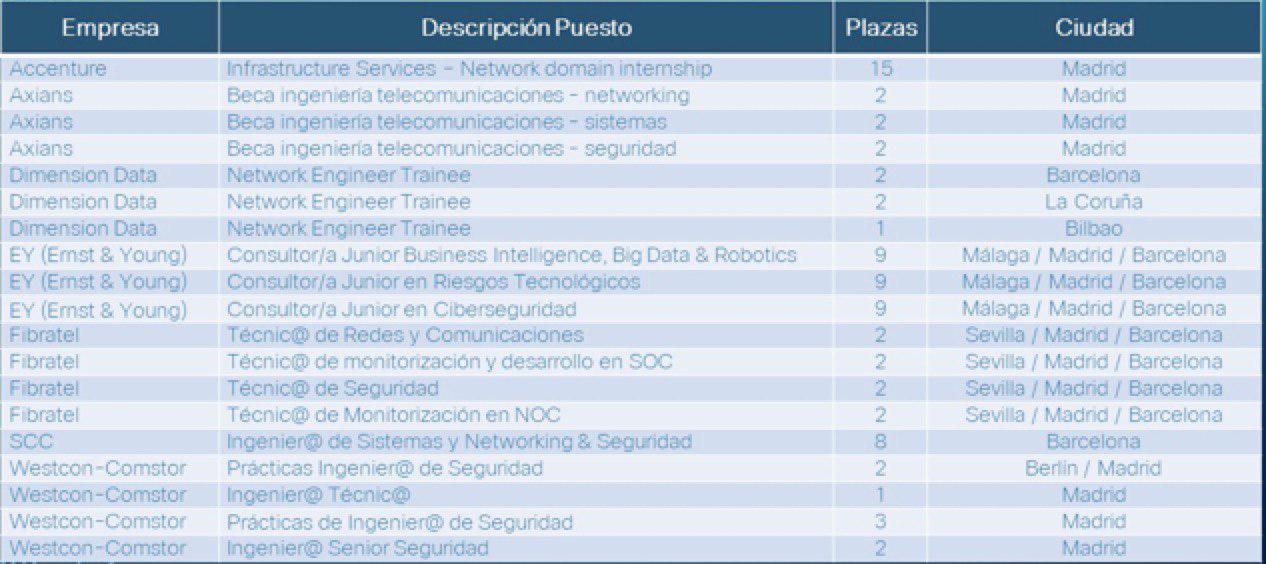 Empresa Descripción Puesto Plazas Ciudad
Accenture Infrastructure Services – Network domain internship 15 Madrid
Axians Beca ingeniería telecomunicaciones - networking 2 Madrid
Axians Beca ingeniería telecomunicaciones - sistemas 2 Madrid
Axians Beca ingeniería telecomunicaciones - seguridad 2 Madrid
Dimension Data Network Engineer Trainee 2 Barcelona
Dimension Data Network Engineer Trainee 2 La Coruña
Dimension Data Network Engineer Trainee 1 Bilbao
EY (Ernst & Young) Consultor/a Junior Business Intelligence, Big Data & Robotics 9 Málaga / Madrid / Barcelona
EY (Ernst & Young) Consultor/a Junior en Riesgos Tecnológicos 9 Málaga / Madrid / Barcelona
EY (Ernst & Young) Consultor/a Junior en Ciberseguridad 9 Málaga / Madrid / Barcelona
Fibratel Técnic@ de Redes y Comunicaciones 2 Sevilla / Madrid / Barcelona
Fibratel Técnic@ de monitorización y desarrollo en SOC 2 Sevilla / Madrid / Barcelona
Fibratel Técnic@ de Seguridad 2 Sevilla / Madrid / Barcelona
Fibratel Técnic@ de Monitorización en NOC 2 Sevilla / Madrid / Barcelona
SCC Ingenier@ de Sistemas y Networking & Seguridad 8 Barcelona
Westcon-Comstor Prácticas Ingenier@ de Seguridad 2 Berlín / Madrid
Westcon-Comstor Ingenier@ Técnic@ 1 Madrid
Westcon-Comstor Prácticas de Ingenier@ de Seguridad 3 Madrid
Westcon-Comstor Ingenier@ Senior Seguridad 2 Madrid